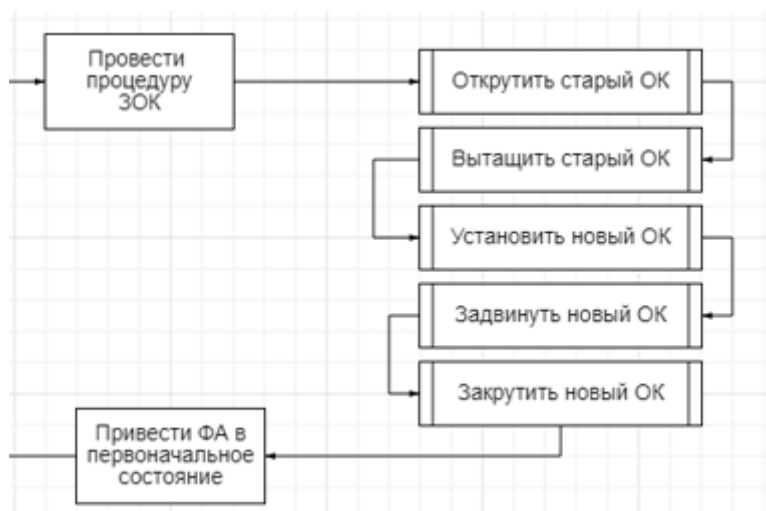 Провести
процедуру
ЗОК
Открутить старый ОК
Вытащить старый ОК
Установить новый ОК
Задвинуть новый ОК
Закрутить новый ОК
Привести ФА в
первоначальное
состояние